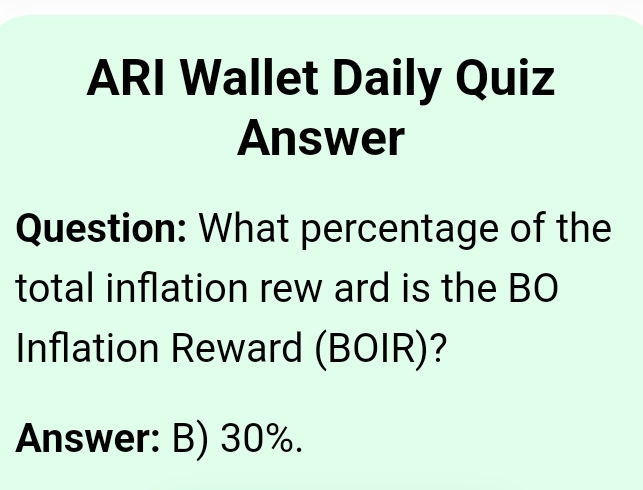 ARI Wallet Daily Quiz
Answer
Question: What percentage of the
total inflation rew ard is the BO
Inflation Reward (BOIR)?
Answer: B) 30%.